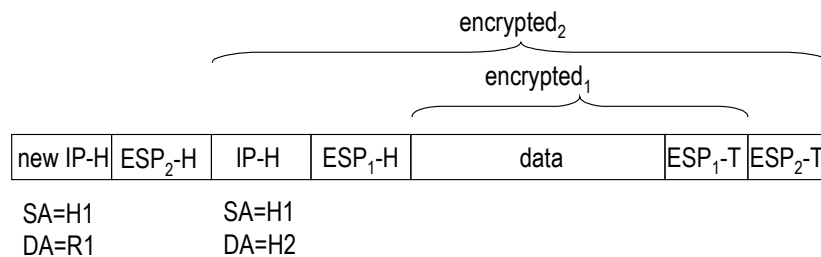 encrypted₂
encrypted₁
new IP-H ESP₂-H IP-H ESP₁-H data ESP₁-T ESP₂-T
SA=H1 SA=H1
DA=R1 DA=H2